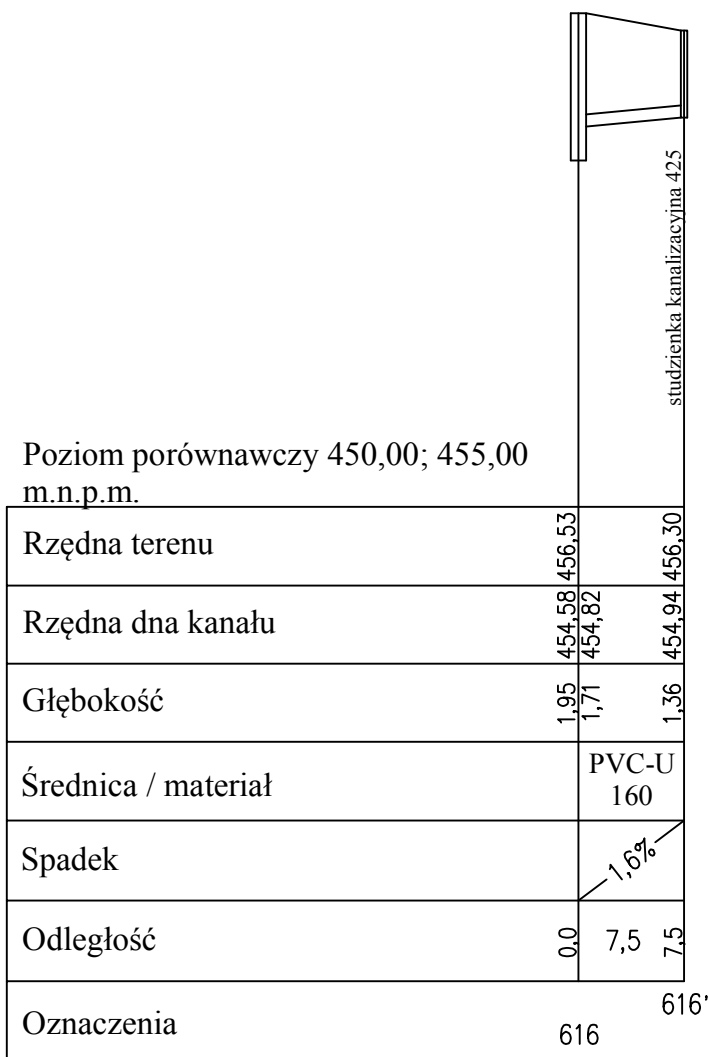 studzienka kanalizacyjna 425
Poziom porównawczy 450,00; 455,00
m.n.p.m.
Rzędna terenu 456,53 456,30
Rzędna dna kanału 454,58 454,82 454,94
Głębokość 1,95 1,71 1,36
Średnica / materiał PVC-U
160
Spadek 1,6%
Odległość 0,0 7,5 7,5
Oznaczenia 616 616'